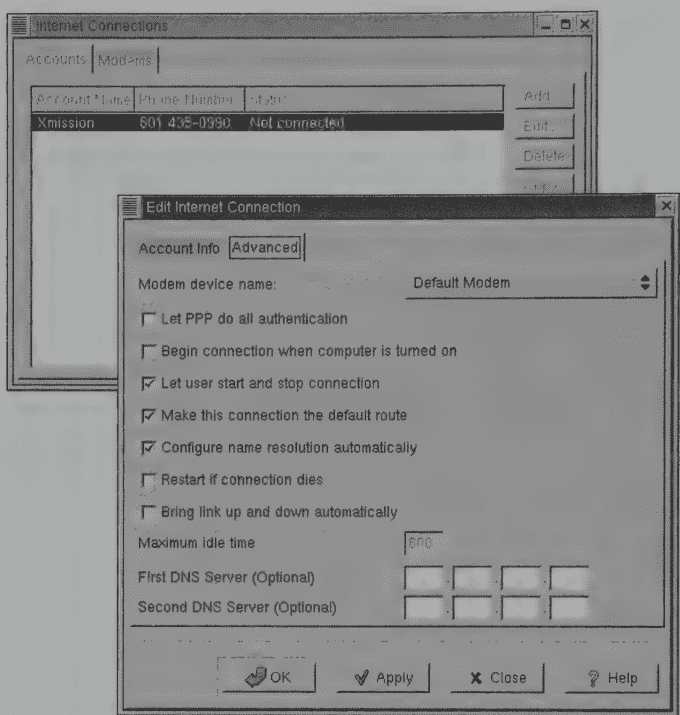 Internet Connections
Accounts Modems
Account Name Phone Number Status
Xmission 801 435-0990 Not connected
Add...
Edit...
Delete
Edit Internet Connection
Account Info Advanced
Modem device name: Default Modem
Let PPP do all authentication
Begin connection when computer is turned on
Let user start and stop connection
Make this connection the default route
Configure name resolution automatically
Restart if connection dies
Bring link up and down automatically
Maximum idle time 600
First DNS Server (Optional) . . .
Second DNS Server (Optional) . . .
OK Apply Close Help